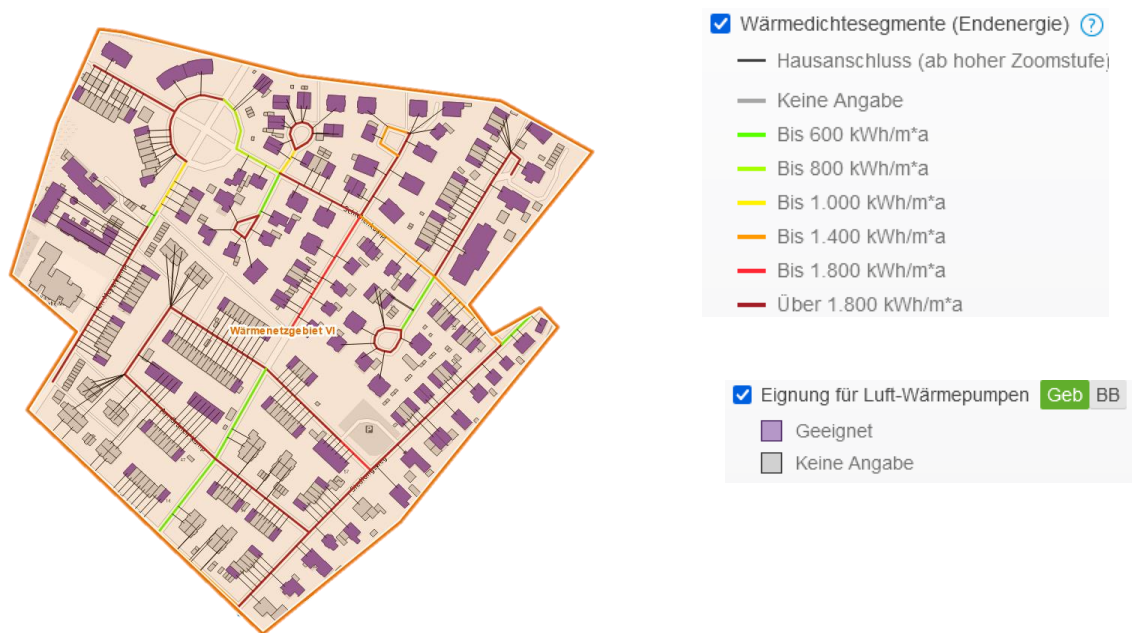 Wärmedichtesegmente (Endenergie) ?
Hausanschluss (ab hoher Zoomstufe)
Keine Angabe
Bis 600 kWh/m*a
Bis 800 kWh/m*a
Bis 1.000 kWh/m*a
Bis 1.400 kWh/m*a
Bis 1.800 kWh/m*a
Über 1.800 kWh/m*a
Wärmenetzgebiet VI
P
Eignung für Luft-Wärmepumpen Geb BB
Geeignet
Keine Angabe